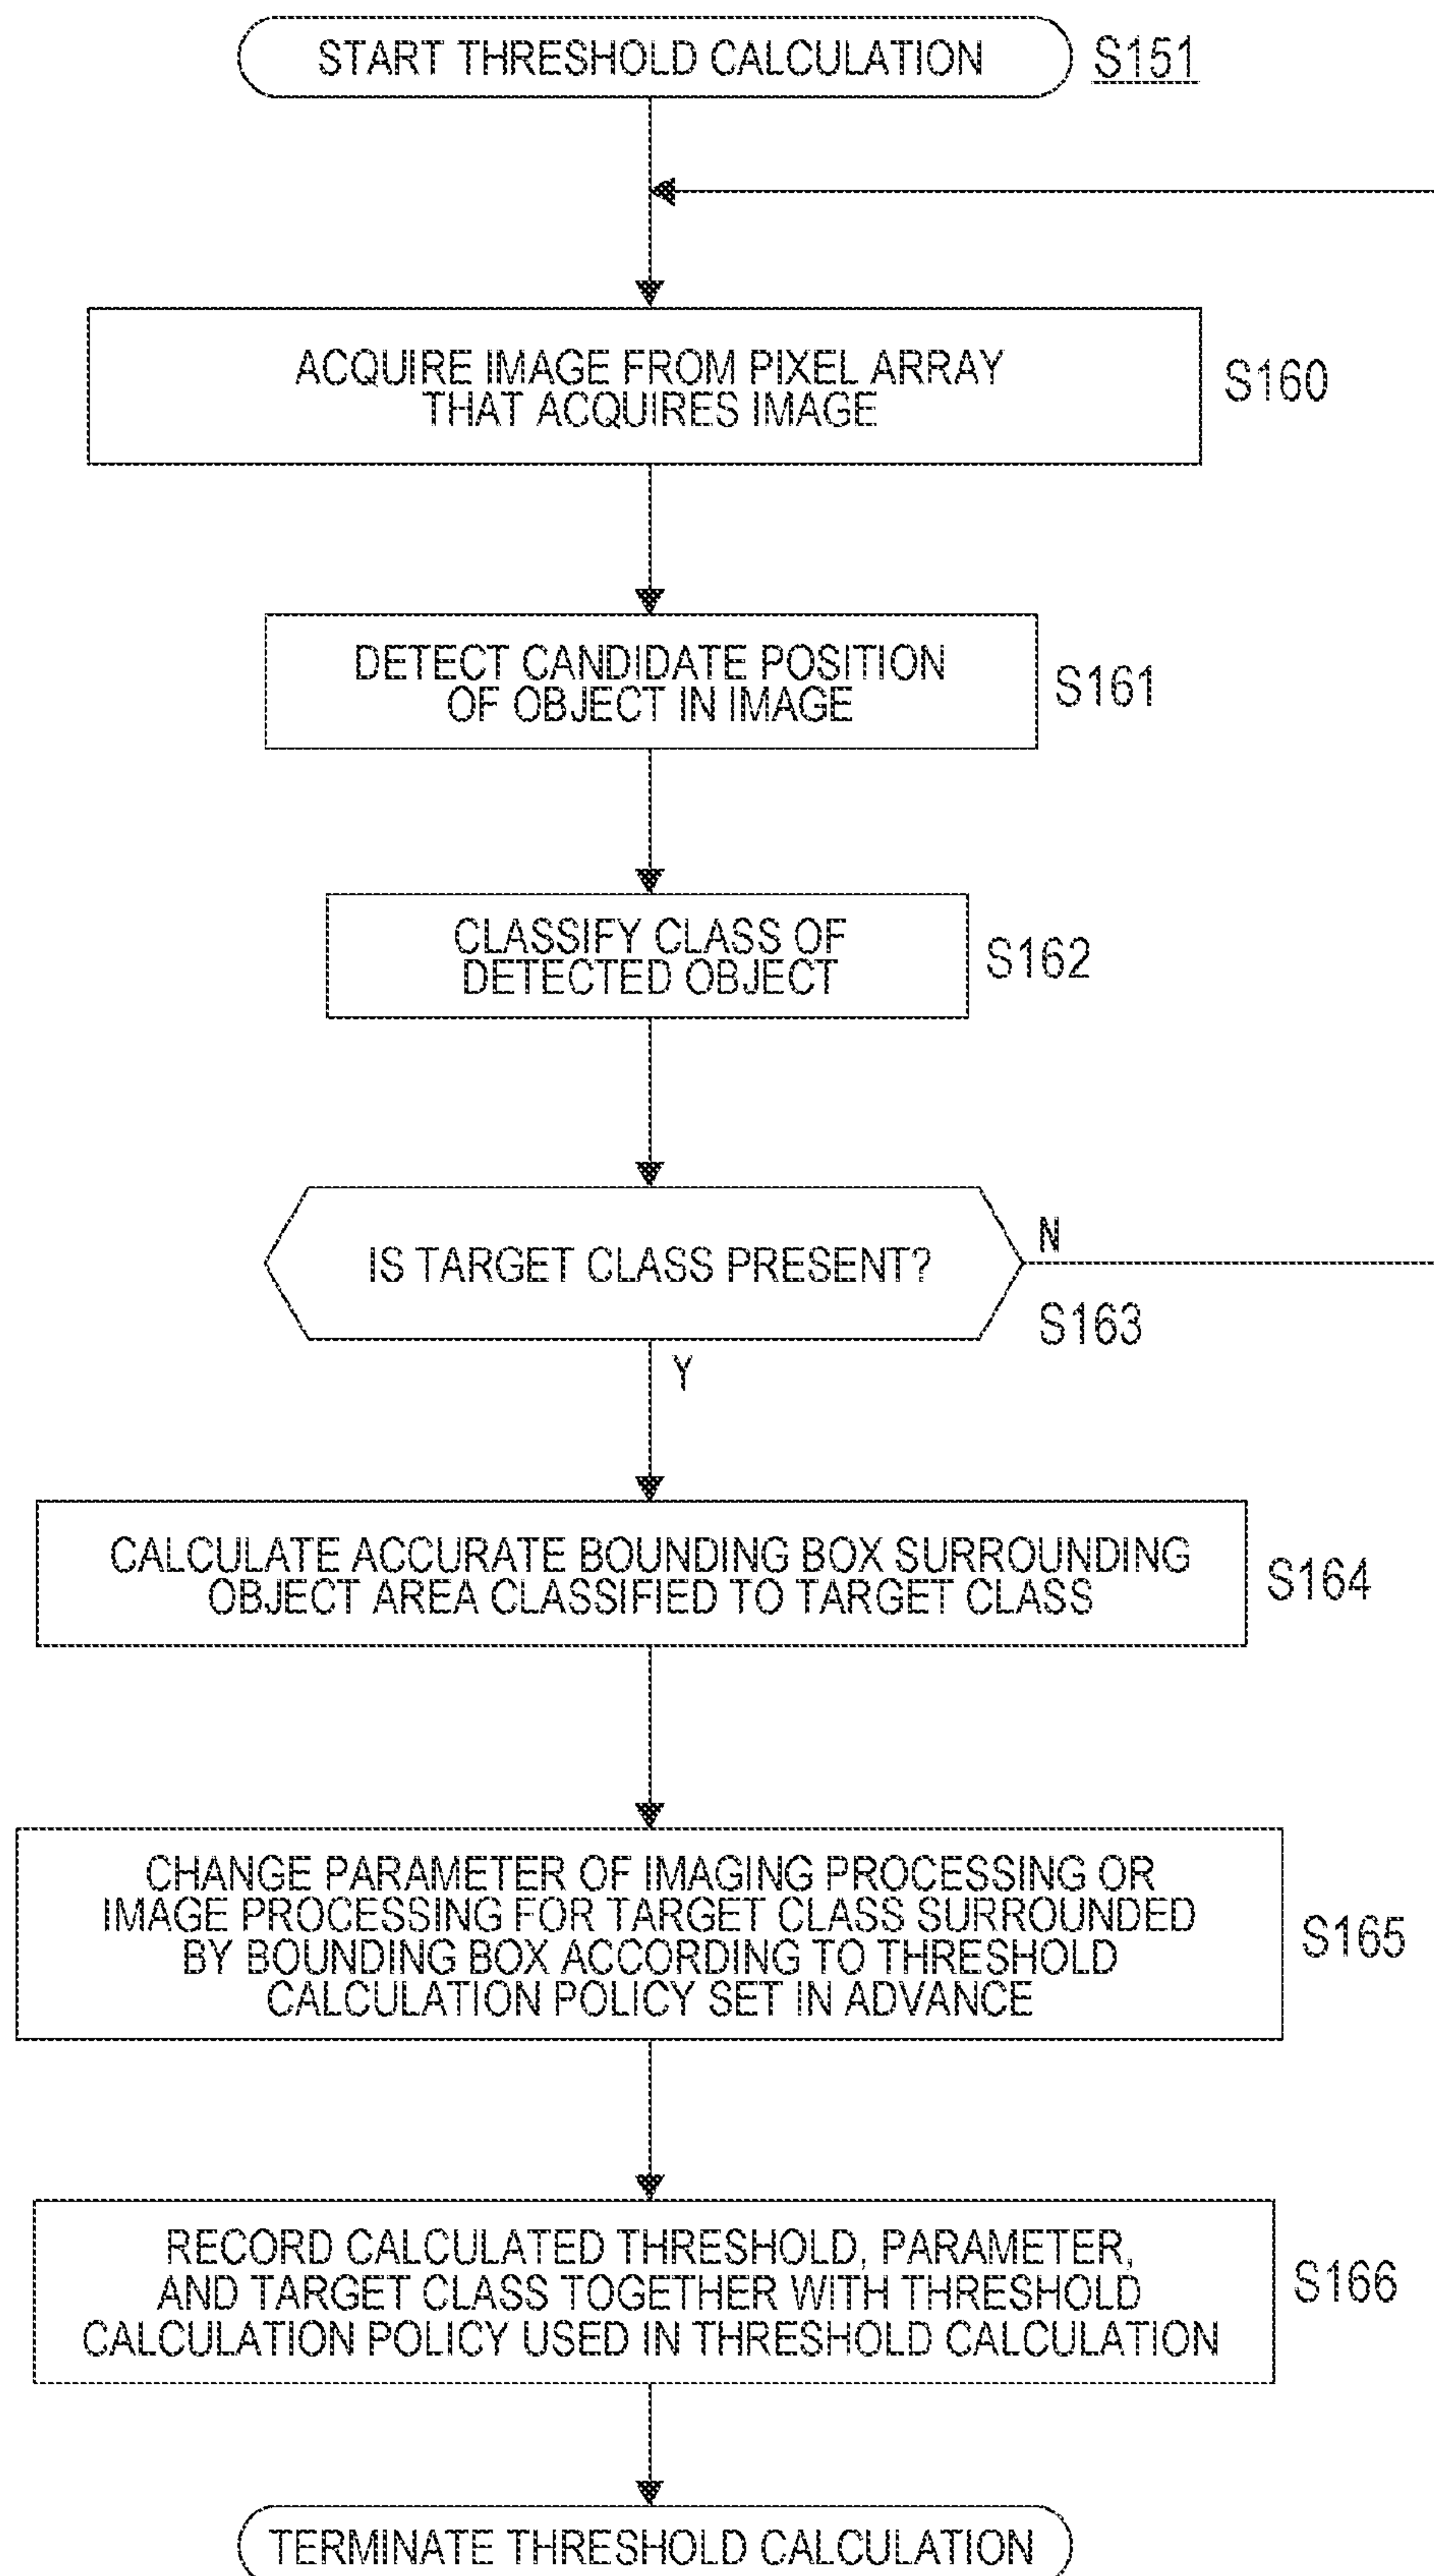 START THRESHOLD CALCULATION S151
ACQUIRE IMAGE FROM PIXEL ARRAY
THAT ACQUIRES IMAGE
S160
DETECT CANDIDATE POSITION
OF OBJECT IN IMAGE
S161
CLASSIFY CLASS OF
DETECTED OBJECT
S162
IS TARGET CLASS PRESENT?
N
S163
Y
CALCULATE ACCURATE BOUNDING BOX SURROUNDING
OBJECT AREA CLASSIFIED TO TARGET CLASS
S164
CHANGE PARAMETER OF IMAGING PROCESSING OR
IMAGE PROCESSING FOR TARGET CLASS SURROUNDED
BY BOUNDING BOX ACCORDING TO THRESHOLD
CALCULATION POLICY SET IN ADVANCE
S165
RECORD CALCULATED THRESHOLD, PARAMETER,
AND TARGET CLASS TOGETHER WITH THRESHOLD
CALCULATION POLICY USED IN THRESHOLD CALCULATION
S166
TERMINATE THRESHOLD CALCULATION